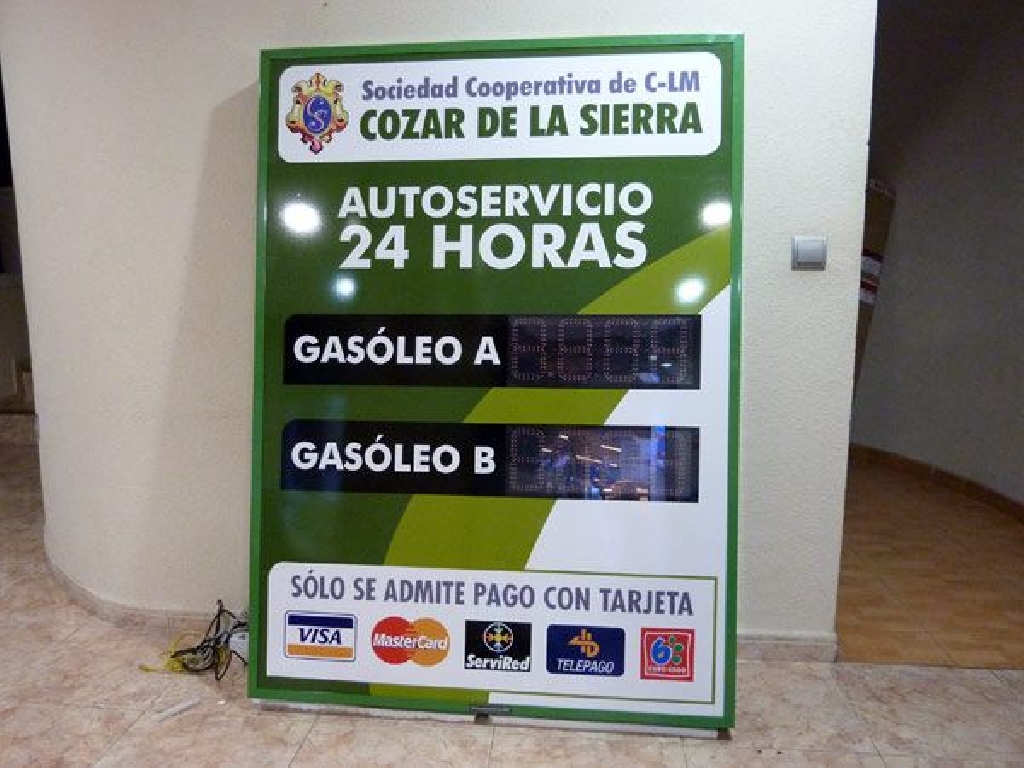 Sociedad Cooperativa de C-LM
COZAR DE LA SIERRA
AUTOSERVICIO
24 HORAS
GASÓLEO A
GASÓLEO B
SÓLO SE ADMITE PAGO CON TARJETA
VISA
MasterCard
ServiRed
TELEPAGO